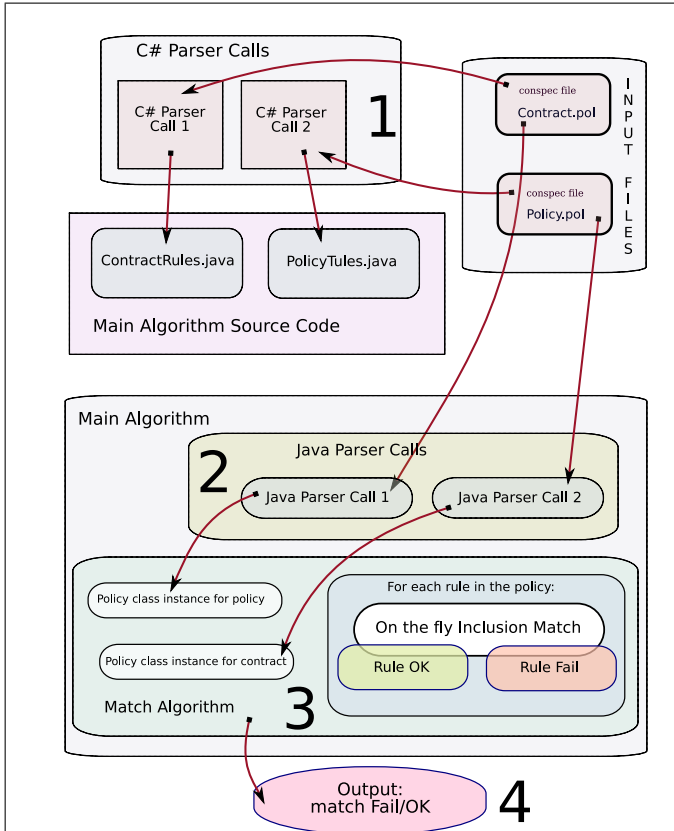 C# Parser Calls
C# Parser
Call 1
C# Parser
Call 2
1
conspec file
Contract.pol
conspec file
Policy.pol
INPUT FILES
ContractRules.java
PolicyTules.java
Main Algorithm Source Code
Main Algorithm
Java Parser Calls
2
Java Parser Call 1
Java Parser Call 2
Policy class instance for policy
Policy class instance for contract
Match Algorithm
3
For each rule in the policy:
On the fly Inclusion Match
Rule OK
Rule Fail
Output:
match Fail/OK
4